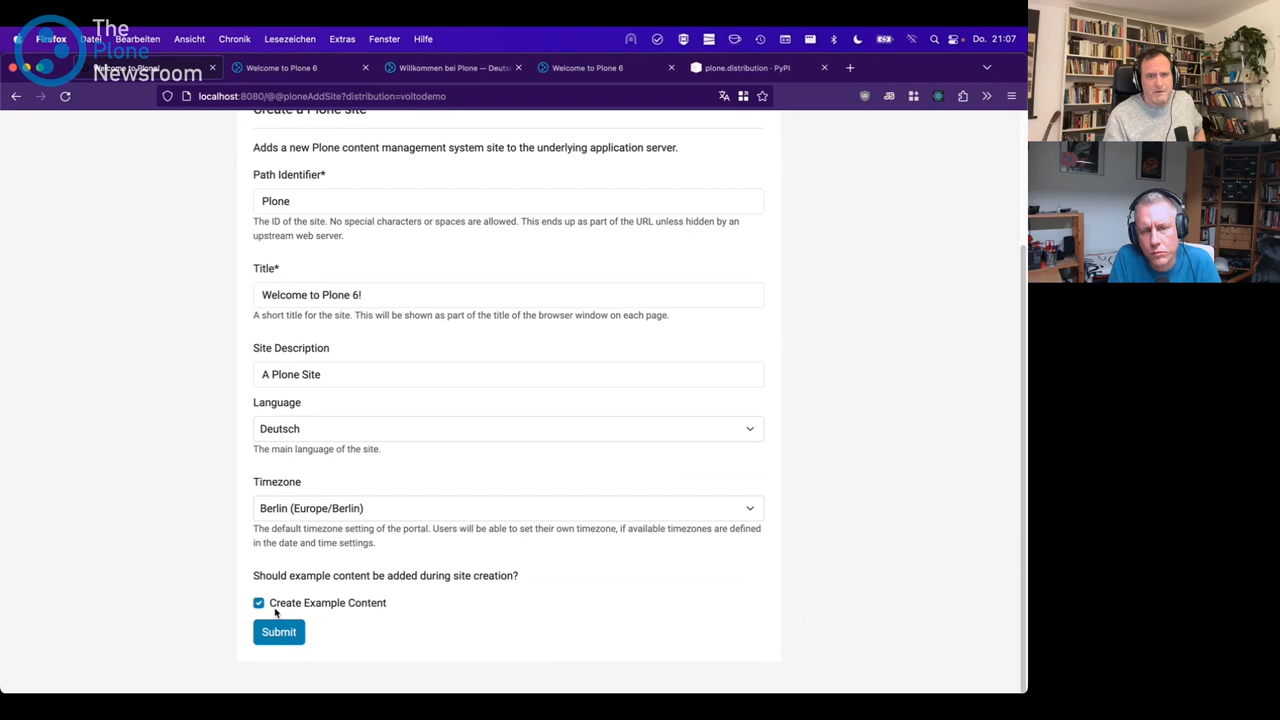 The
Plone
Newsroom
Firefox Datei Bearbeiten Ansicht Chronik Lesezeichen Extras Fenster Hilfe
Do. 21:07
Welcome to Plone 6
Willkommen bei Plone — Deuts
Welcome to Plone 6
plone.distribution · PyPI
localhost:8080/@@ploneAddSite?distribution=voltodemo
Create a Plone site
Adds a new Plone content management system site to the underlying application server.
Path Identifier*
Plone
The ID of the site. No special characters or spaces are allowed. This ends up as part of the URL unless hidden by an
upstream web server.
Title*
Welcome to Plone 6!
A short title for the site. This will be shown as part of the title of the browser window on each page.
Site Description
A Plone Site
Language
Deutsch
The main language of the site.
Timezone
Berlin (Europe/Berlin)
The default timezone setting of the portal. Users will be able to set their own timezone, if available timezones are defined
in the date and time settings.
Should example content be added during site creation?
Create Example Content
Submit